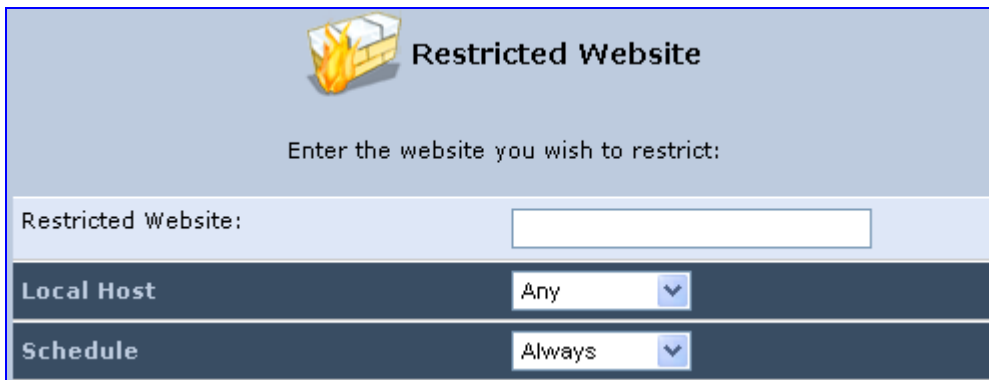 Restricted Website
Enter the website you wish to restrict:
Restricted Website:
Local Host Any
Schedule Always